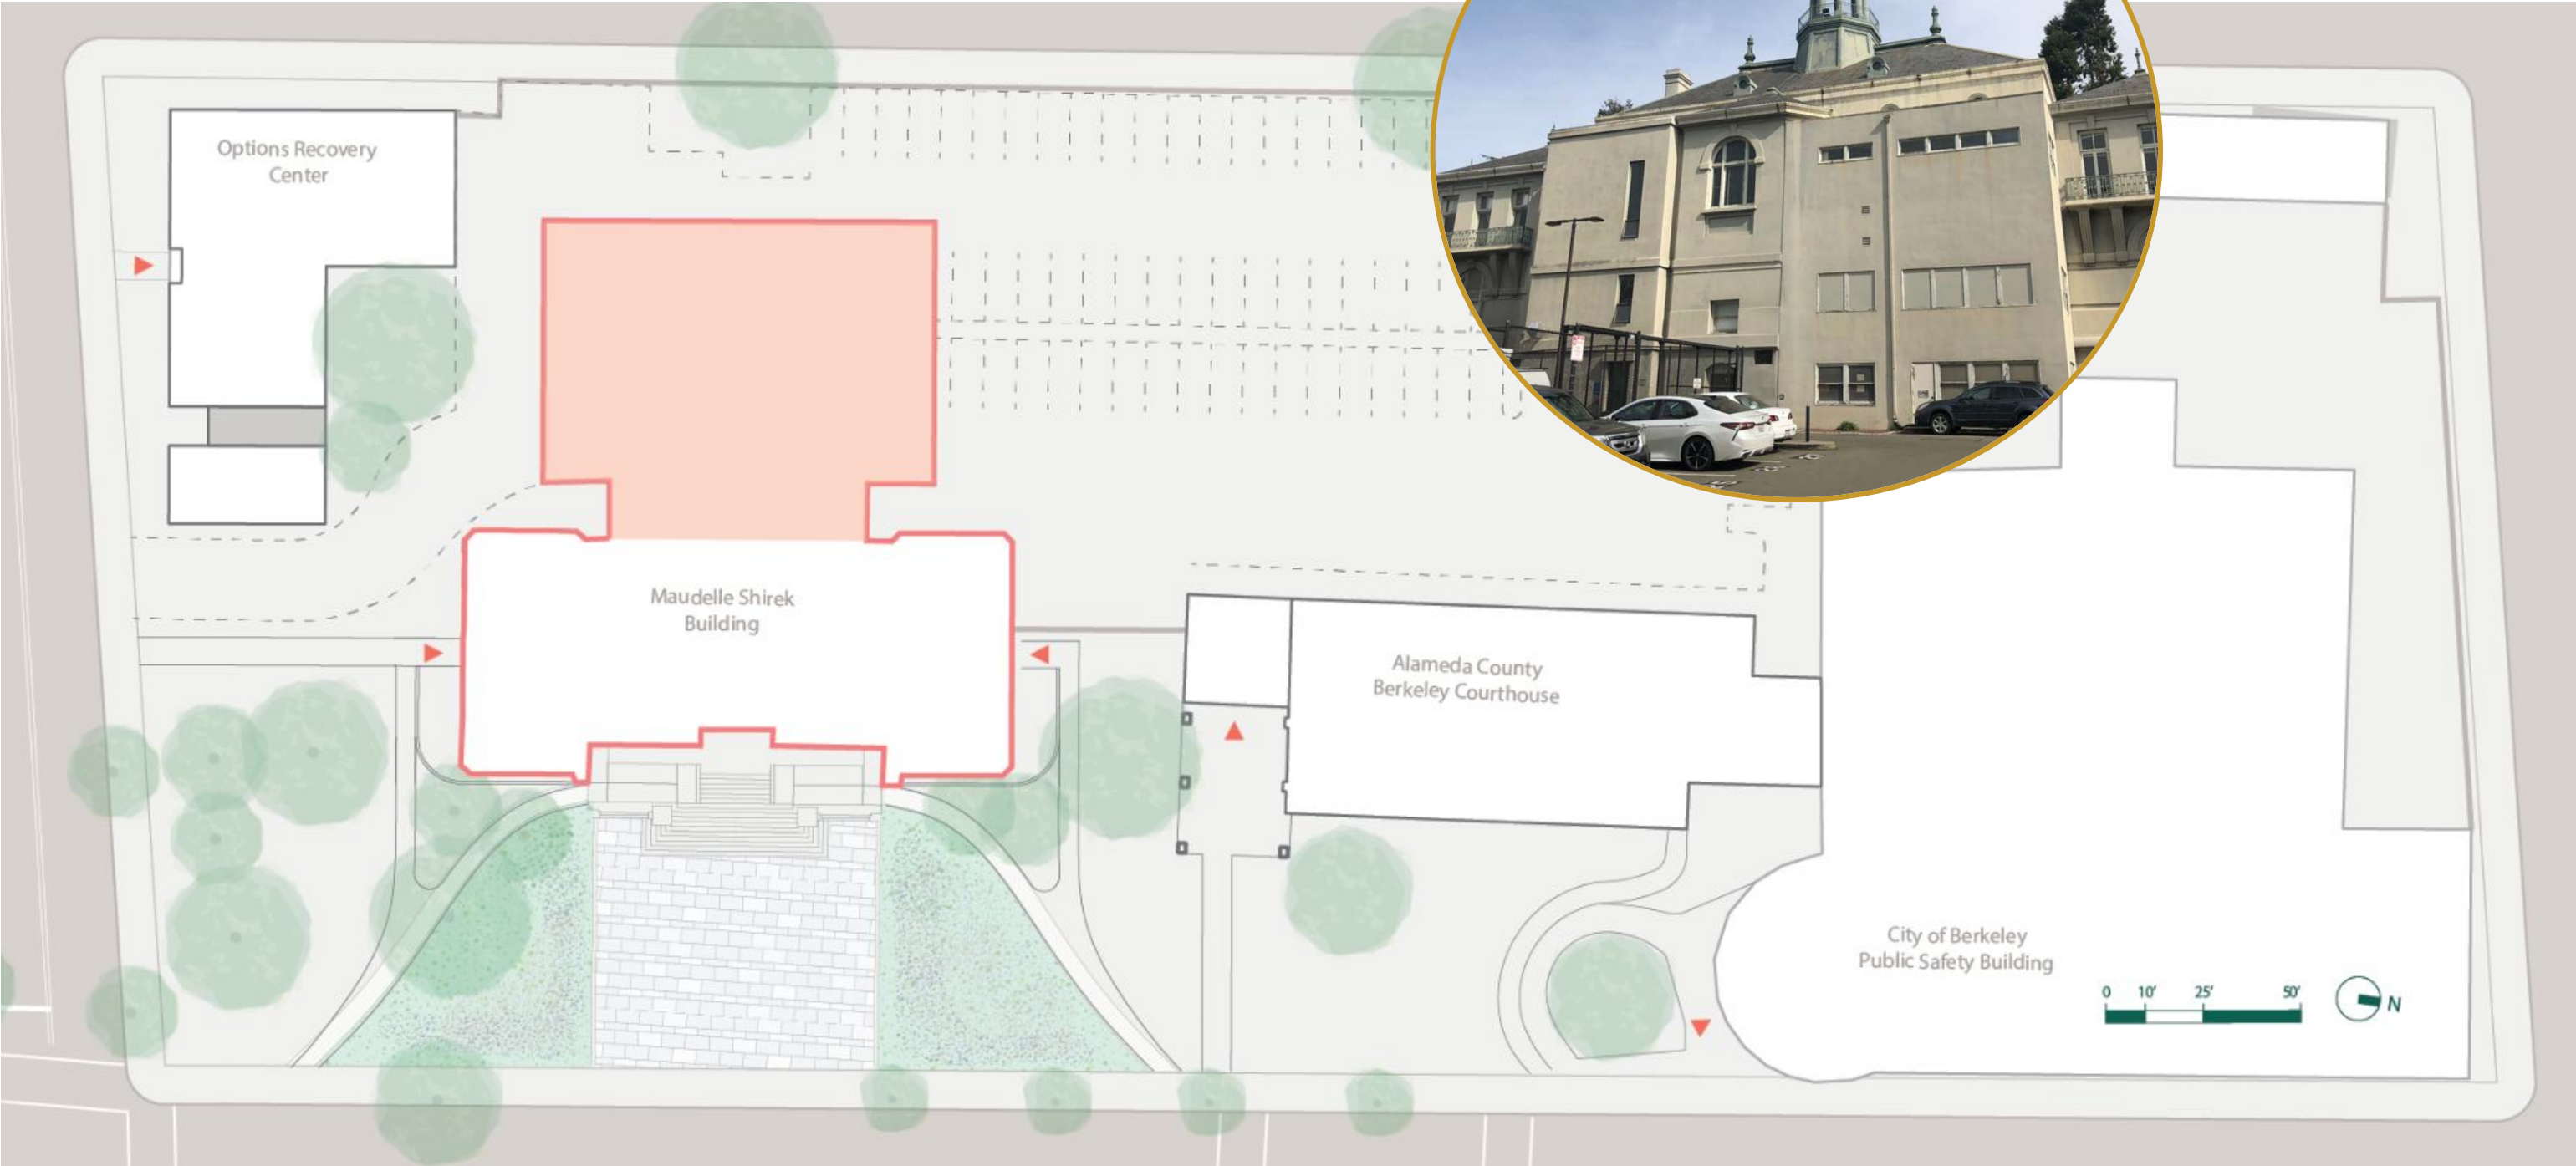 Options Recovery
Center
Maudelle Shirek
Building
Alameda County
Berkeley Courthouse
City of Berkeley
Public Safety Building
0 10' 25' 50'
N